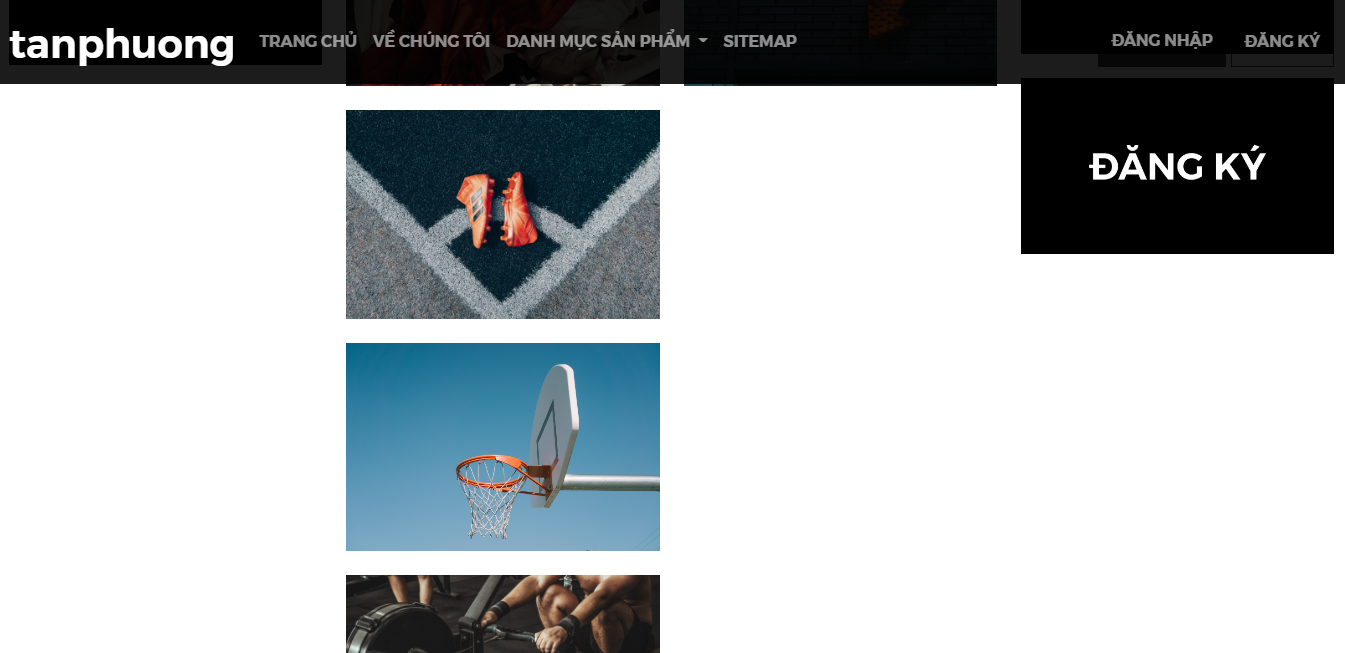 tanphuong
TRANG CHỦ VỀ CHÚNG TÔI DANH MỤC SẢN PHẨM SITEMAP
ĐĂNG NHẬP ĐĂNG KÝ
ĐĂNG KÝ